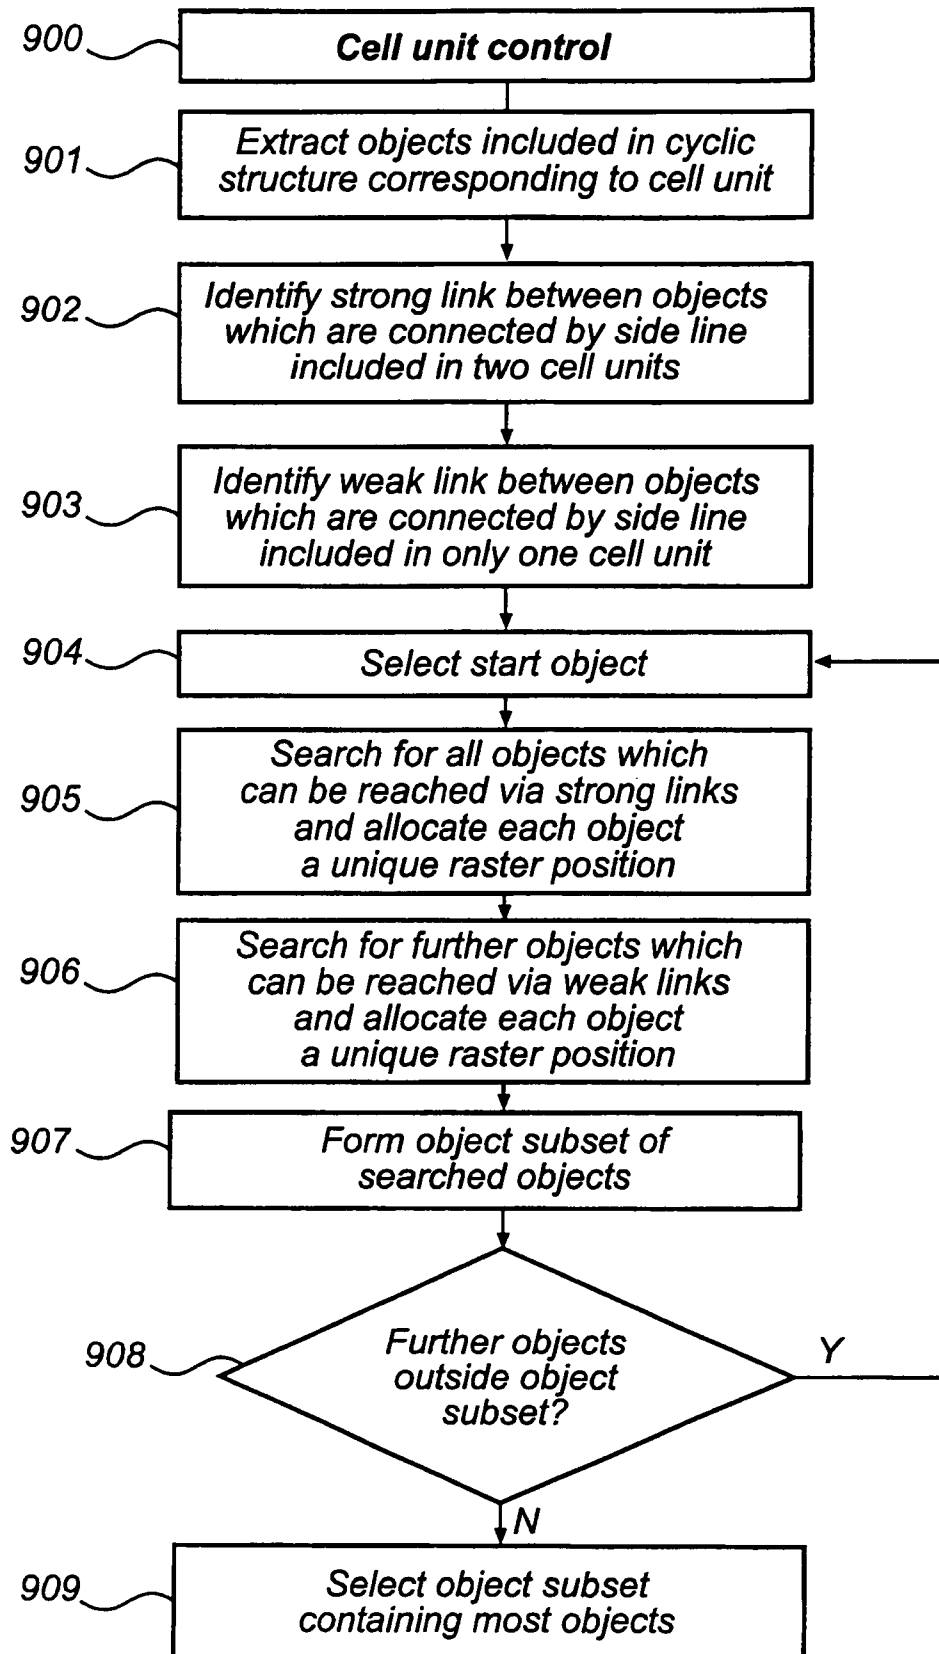 900
Cell unit control
901
Extract objects included in cyclic
structure corresponding to cell unit
902
Identify strong link between objects
which are connected by side line
included in two cell units
903
Identify weak link between objects
which are connected by side line
included in only one cell unit
904
Select start object
905
Search for all objects which
can be reached via strong links
and allocate each object
a unique raster position
906
Search for further objects which
can be reached via weak links
and allocate each object
a unique raster position
907
Form object subset of
searched objects
908
Further objects
outside object
subset?
Y
N
909
Select object subset
containing most objects